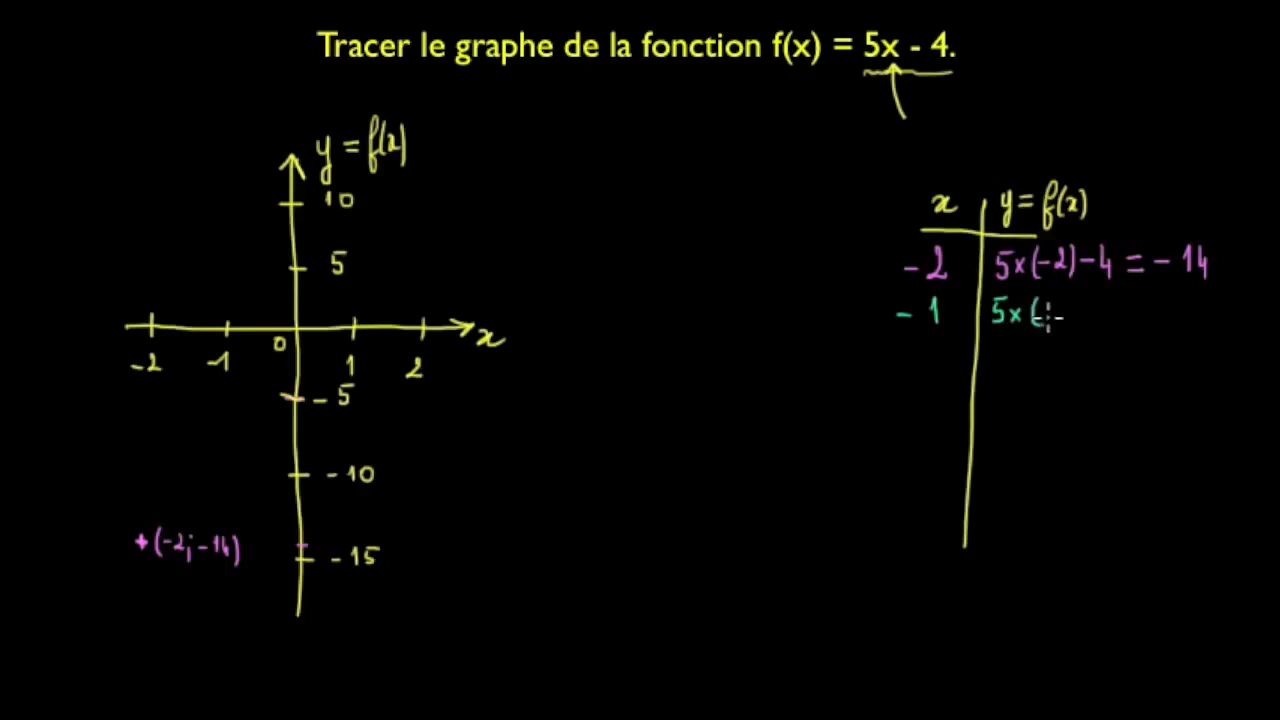 Tracer le graphe de la fonction f(x) = 5x - 4.
y = f(x)
10
5
0
-2 -1 1 2 x
-5
-10
-15
+(-2;-14)
x y = f(x)
-2 5×(-2)-4 = -14
-1 5×(-